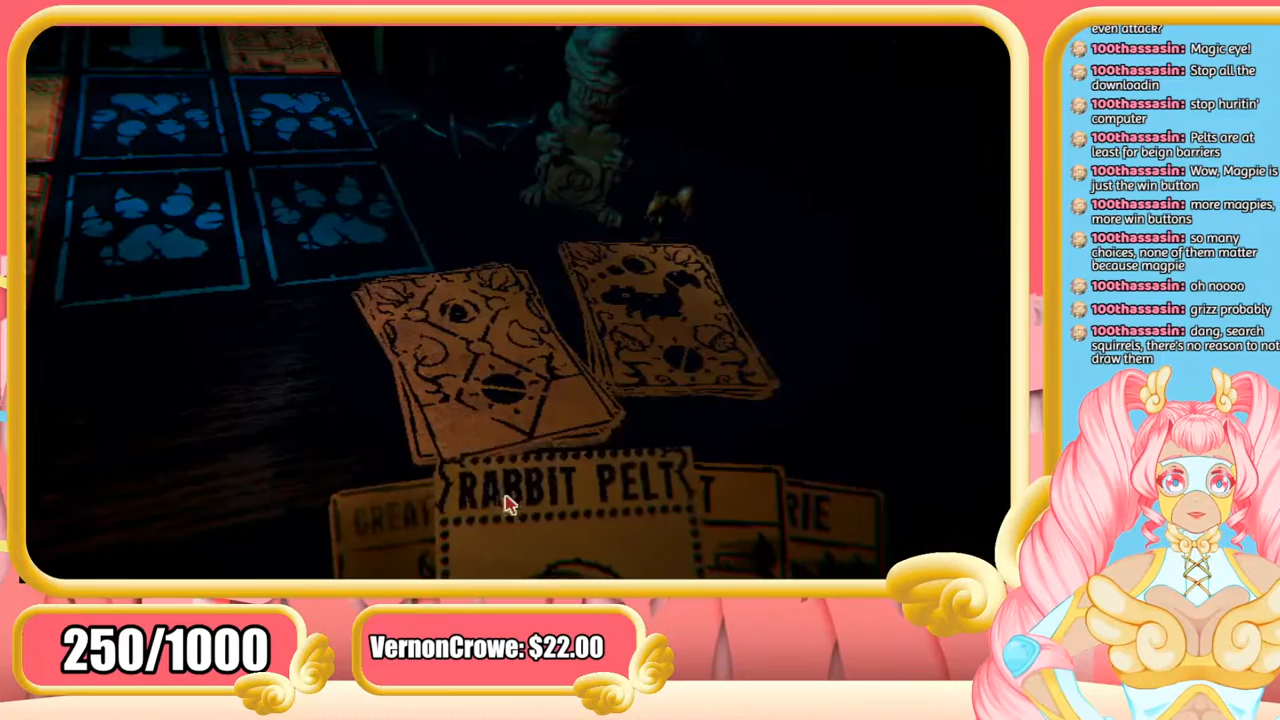 even attack?
100thassasin: Magic eye!
100thassasin: Stop all the
downloadin
100thassasin: stop huritin'
computer
100thassasin: Pelts are at
least for beign barriers
100thassasin: Wow, Magpie is
just the win button
100thassasin: more magpies,
more win buttons
100thassasin: so many
choices, none of them matter
because magpie
100thassasin: oh noooo
100thassasin: grizz probably
100thassasin: dang, search
squirrels, there's no reason to not
draw them
RABBIT PELT
250/1000
VernonCrowe: $22.00